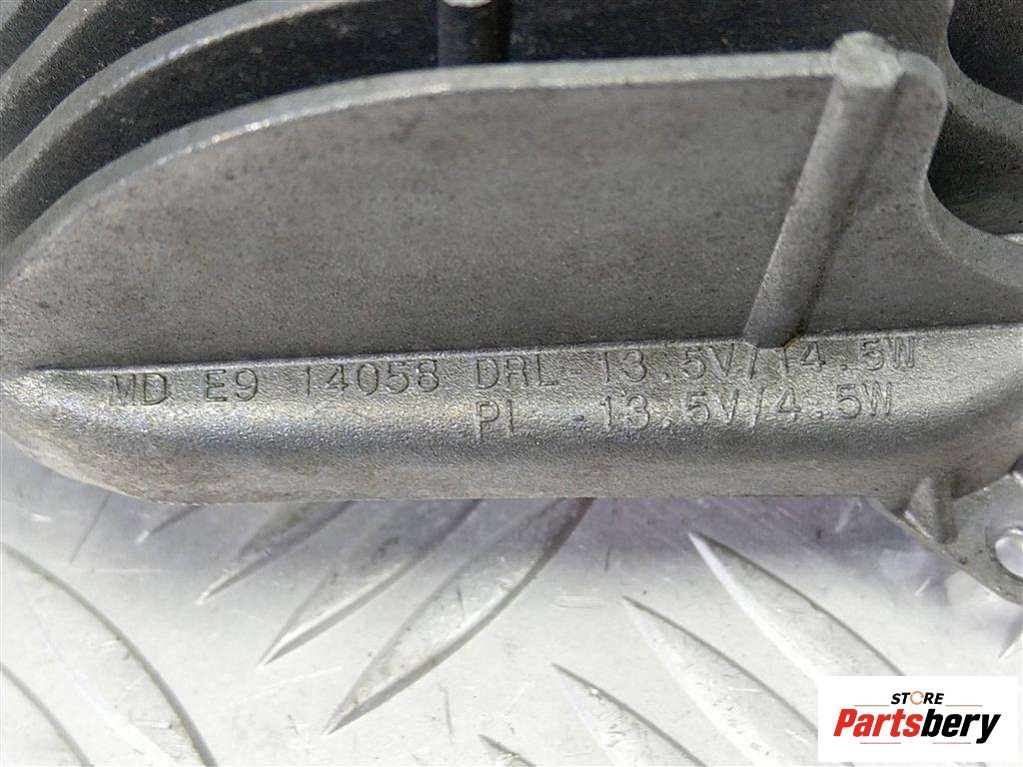 MD E9 14058 DRL-13.5V/14.5W
PL -13.5V/4.5W
STORE
Partsbery